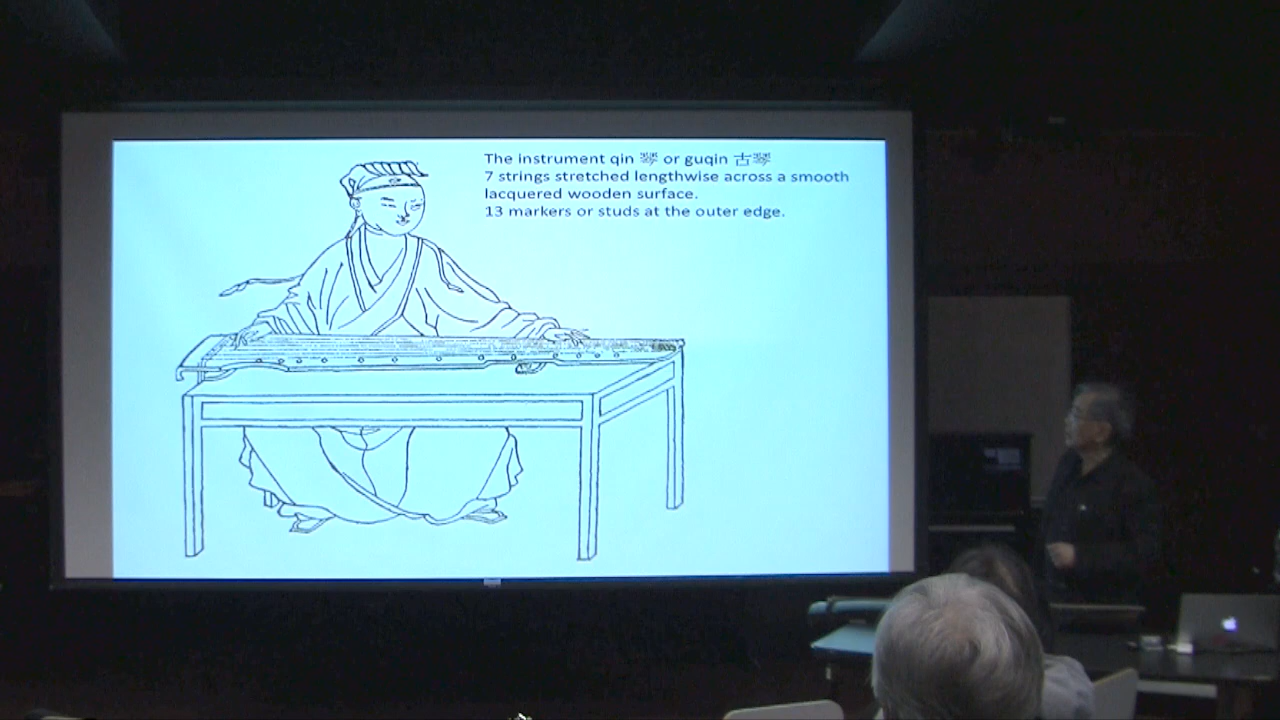 The instrument qin 琴 or guqin 古琴
7 strings stretched lengthwise across a smooth
lacquered wooden surface.
13 markers or studs at the outer edge.